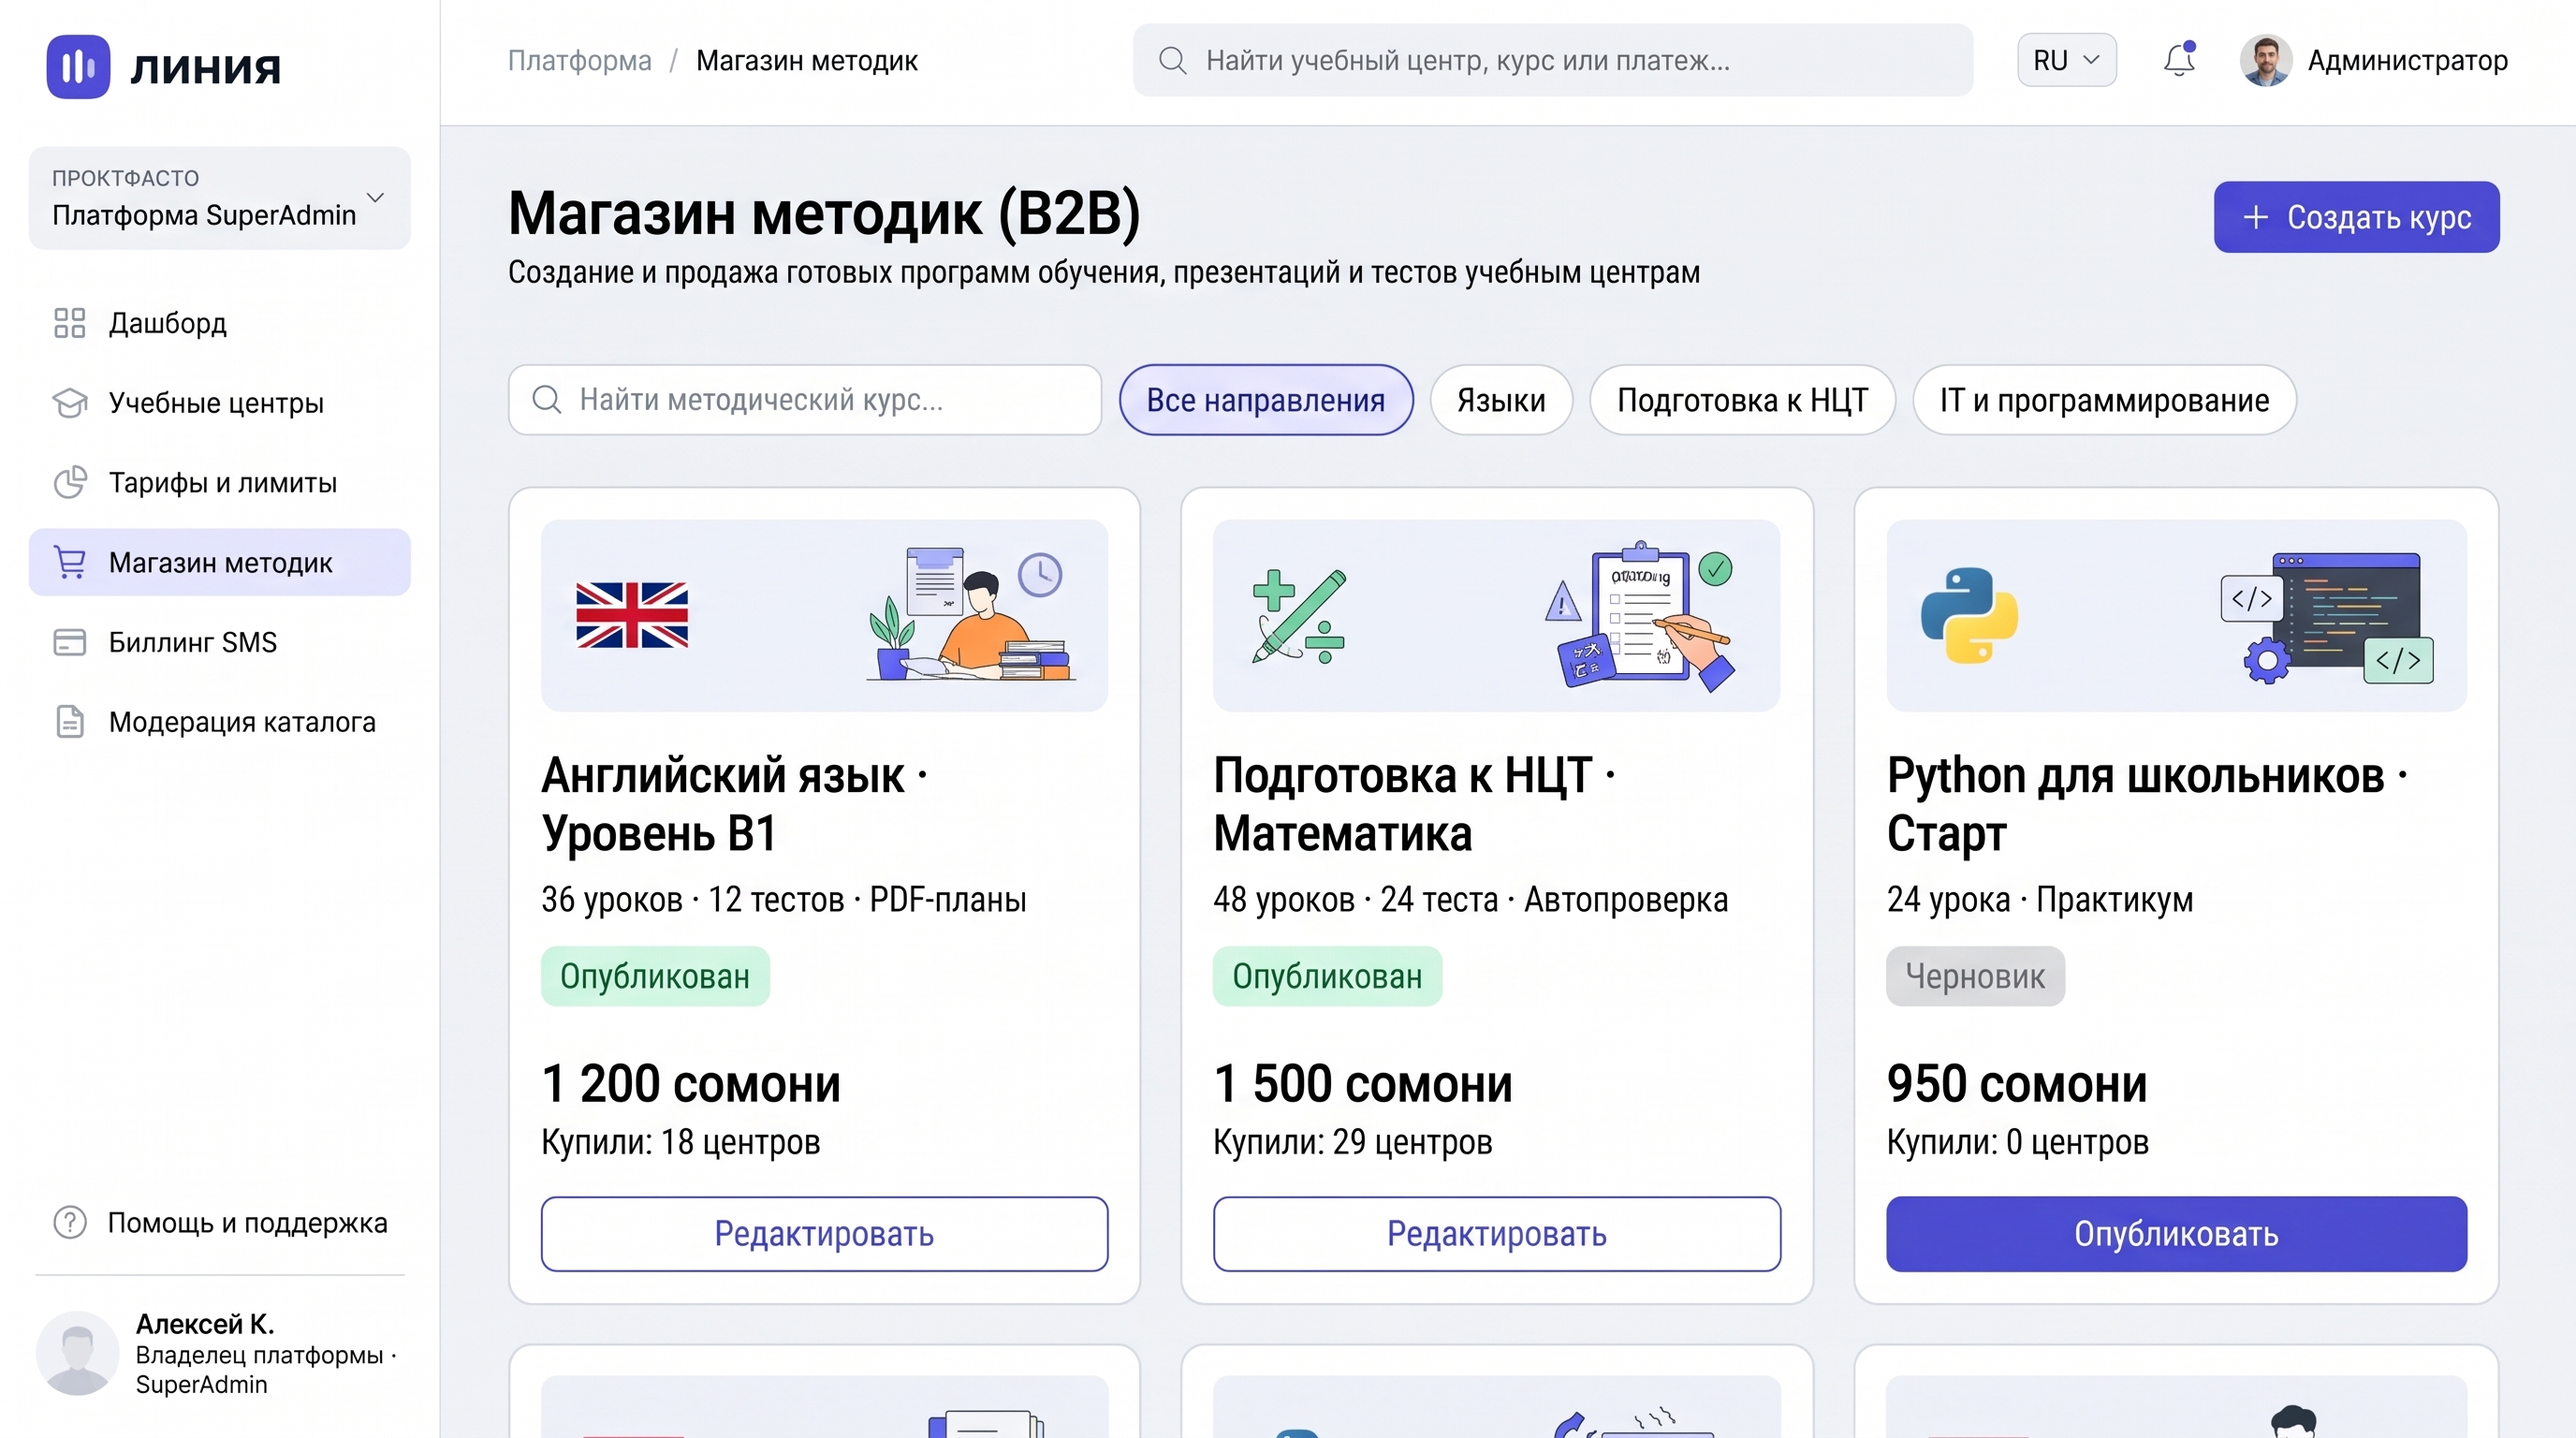 ЛИНИЯ
ПРОКТФАСТО
Платформа SuperAdmin
Дашборд
Учебные центры
Тарифы и лимиты
Магазин методик
Биллинг SMS
Модерация каталога
Помощь и поддержка
Алексей К.
Владелец платформы ·
SuperAdmin
Платформа / Магазин методик
Найти учебный центр, курс или платеж...
RU
Администратор
Магазин методик (B2B)
Создание и продажа готовых программ обучения, презентаций и тестов учебным центрам
+ Создать курс
Найти методический курс...
Все направления
Языки
Подготовка к НЦТ
IT и программирование
Английский язык ·
Уровень B1
36 уроков · 12 тестов · PDF-планы
Опубликован
1 200 сомони
Купили: 18 центров
Редактировать
Подготовка к НЦТ ·
Математика
48 уроков · 24 теста · Автопроверка
Опубликован
1 500 сомони
Купили: 29 центров
Редактировать
</> </>
Python для школьников ·
Старт
24 урока · Практикум
Черновик
950 сомони
Купили: 0 центров
Опубликовать